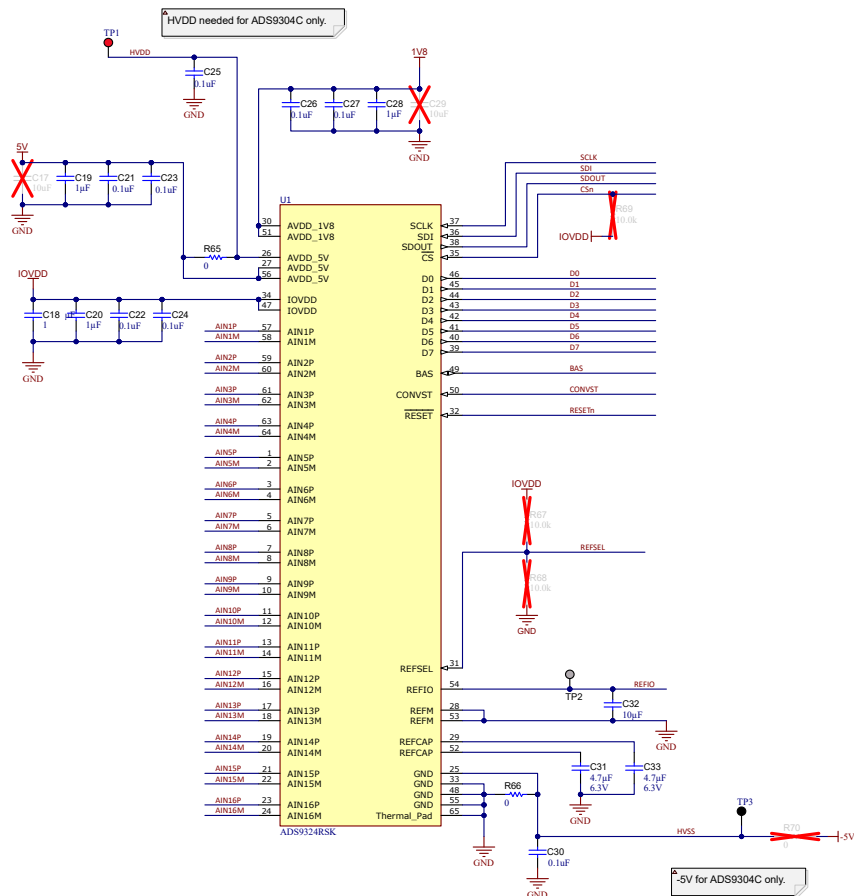 HVDD needed for ADS9304C only.
TP1
HVDD
C25
0.1uF
GND
1V8
C26
0.1uF
C27
0.1uF
C28
1µF
C29
10uF
GND
5V
C17
10uF
C19
1µF
C21
0.1uF
C23
0.1uF
GND
R65
0
IOVDD
C18
1 µF
C20
1µF
C22
0.1uF
C24
0.1uF
GND
U1
30 AVDD_1V8
51 AVDD_1V8
26 AVDD_5V
27 AVDD_5V
56 AVDD_5V
34 IOVDD
47 IOVDD
AIN1P 57 AIN1P
AIN1M 58 AIN1M
AIN2P 59 AIN2P
AIN2M 60 AIN2M
AIN3P 61 AIN3P
AIN3M 62 AIN3M
AIN4P 63 AIN4P
AIN4M 64 AIN4M
AIN5P 1 AIN5P
AIN5M 2 AIN5M
AIN6P 3 AIN6P
AIN6M 4 AIN6M
AIN7P 5 AIN7P
AIN7M 6 AIN7M
AIN8P 7 AIN8P
AIN8M 8 AIN8M
AIN9P 9 AIN9P
AIN9M 10 AIN9M
AIN10P 11 AIN10P
AIN10M 12 AIN10M
AIN11P 13 AIN11P
AIN11M 14 AIN11M
AIN12P 15 AIN12P
AIN12M 16 AIN12M
AIN13P 17 AIN13P
AIN13M 18 AIN13M
AIN14P 19 AIN14P
AIN14M 20 AIN14M
AIN15P 21 AIN15P
AIN15M 22 AIN15M
AIN16P 23 AIN16P
AIN16M 24 AIN16M
ADS9324RSK
SCLK 37 SCLK
SDI 36 SDI
SDOUT 38 SDOUT
CS 35 CSn
R69
10.0k
IOVDD
D0 46 D0
D1 45 D1
D2 44 D2
D3 43 D3
D4 42 D4
D5 41 D5
D6 40 D6
D7 39 D7
BAS 49 BAS
CONVST 50 CONVST
RESET 32 RESETn
IOVDD
R67
10.0k
REFSEL
R68
10.0k
GND
REFSEL 31
REFIO 54 REFIO
TP2
C32
10µF
GND
REFM 28
REFM 53
REFCAP 29
REFCAP 52
C31
4.7µF
6.3V
C33
4.7µF
6.3V
GND
GND 25
GND 33
GND 48
GND 55
Thermal_Pad 65
R66
0
GND
C30
0.1uF
GND
HVSS
TP3
R70
0
-5V
-5V for ADS9304C only.